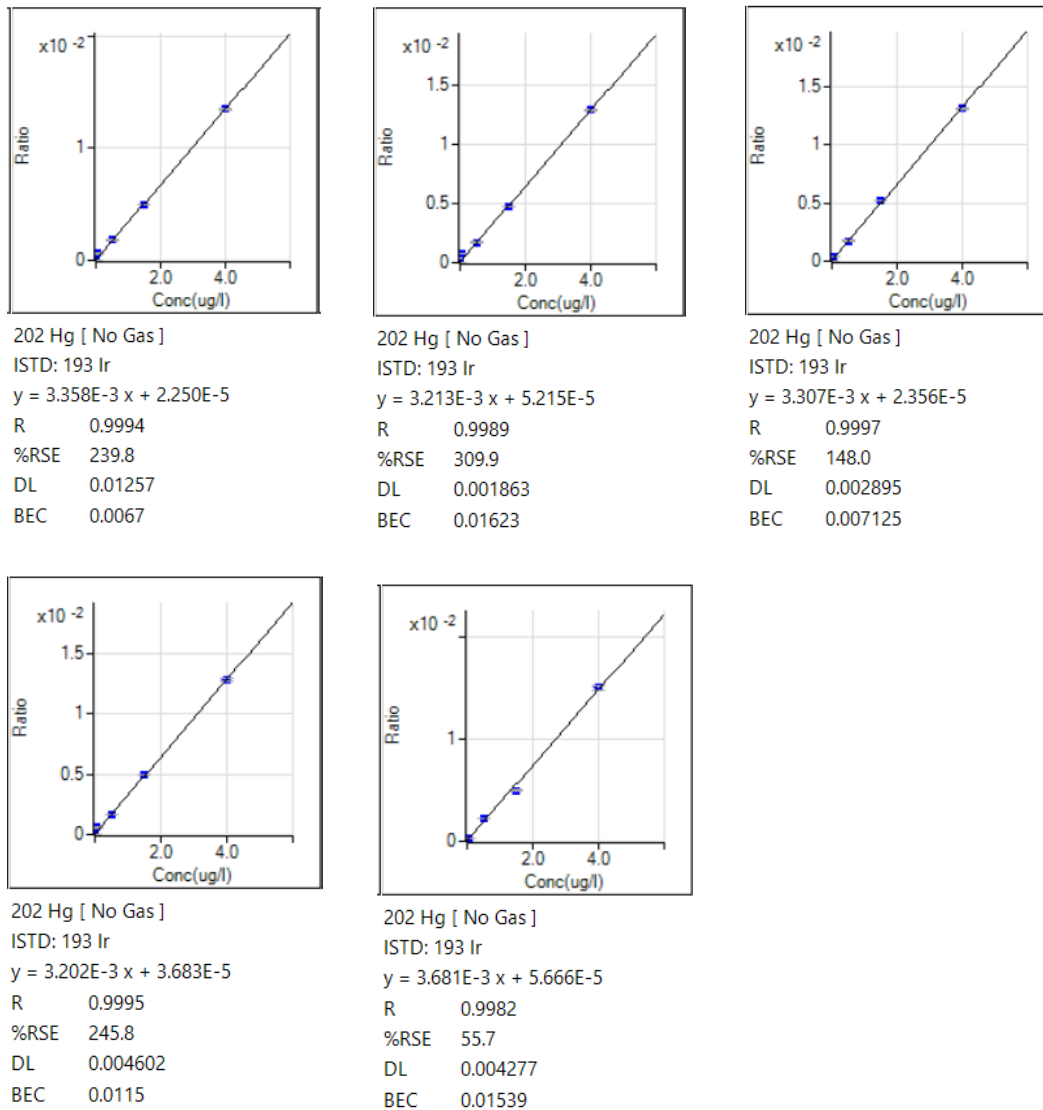 x10 -2
1
0
Ratio
2.0 4.0
Conc(ug/l)
202 Hg [ No Gas ]
ISTD: 193 Ir
y = 3.358E-3 x + 2.250E-5
R 0.9994
%RSE 239.8
DL 0.01257
BEC 0.0067
x10 -2
1.5
1
0.5
0
Ratio
2.0 4.0
Conc(ug/l)
202 Hg [ No Gas ]
ISTD: 193 Ir
y = 3.213E-3 x + 5.215E-5
R 0.9989
%RSE 309.9
DL 0.001863
BEC 0.01623
x10 -2
1.5
1
0.5
0
Ratio
2.0 4.0
Conc(ug/l)
202 Hg [ No Gas ]
ISTD: 193 Ir
y = 3.307E-3 x + 2.356E-5
R 0.9997
%RSE 148.0
DL 0.002895
BEC 0.007125
x10 -2
1.5
1
0.5
0
Ratio
2.0 4.0
Conc(ug/l)
202 Hg [ No Gas ]
ISTD: 193 Ir
y = 3.202E-3 x + 3.683E-5
R 0.9995
%RSE 245.8
DL 0.004602
BEC 0.0115
x10 -2
1
0
Ratio
2.0 4.0
Conc(ug/l)
202 Hg [ No Gas ]
ISTD: 193 Ir
y = 3.681E-3 x + 5.666E-5
R 0.9982
%RSE 55.7
DL 0.004277
BEC 0.01539